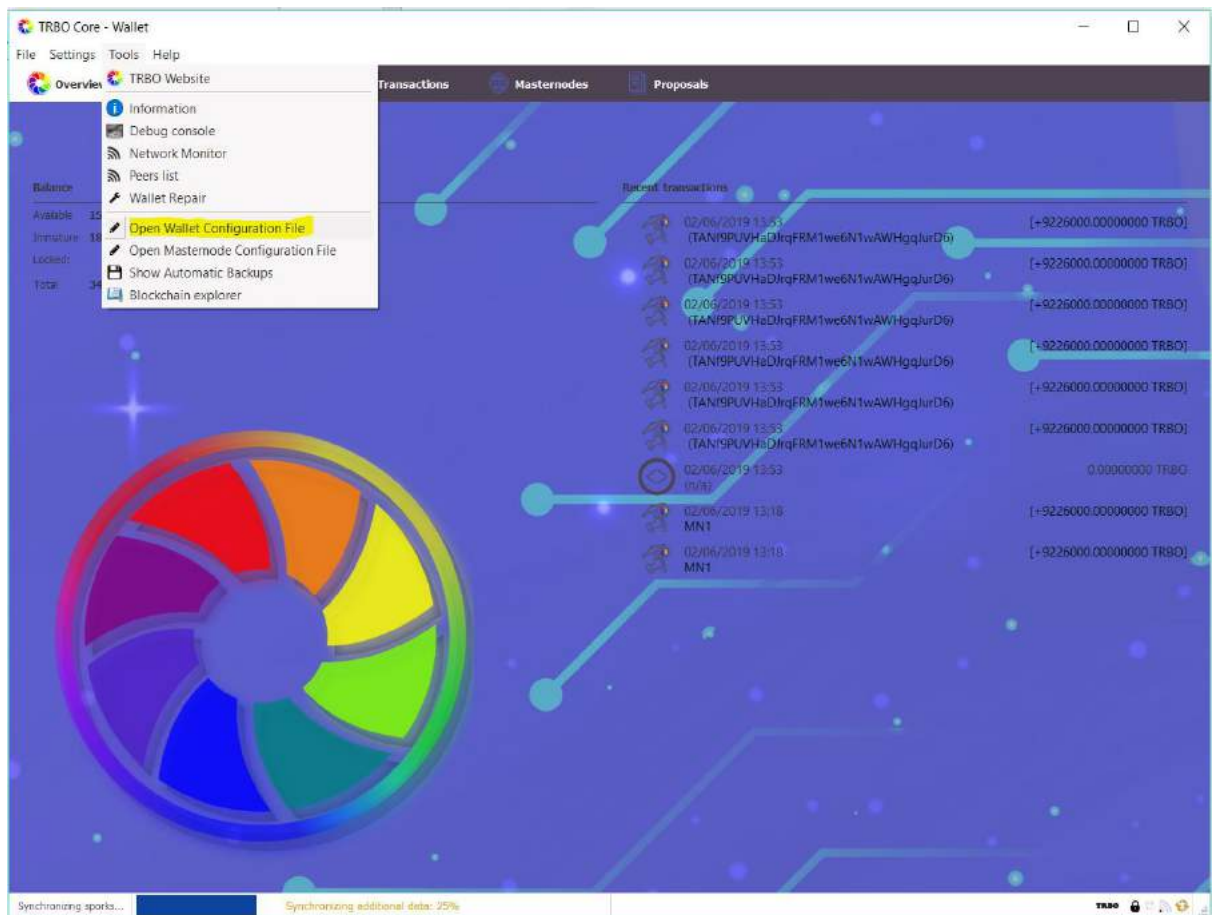 TRBO Core - Wallet
File Settings Tools Help
Overview Transactions Masternodes Proposals
TRBO Website
Information
Debug console
Network Monitor
Peers list
Wallet Repair
Open Wallet Configuration File
Open Masternode Configuration File
Show Automatic Backups
Blockchain explorer
Balance
Available 15
Immature 18
Locked:
Total 34
Recent transactions
02/06/2019 13:53 [+9226000.00000000 TRBO]
(TANf9PUVHaDJrqFRM1we6N1wAWHgqJurD6)
02/06/2019 13:53 [+9226000.00000000 TRBO]
(TANf9PUVHaDJrqFRM1we6N1wAWHgqJurD6)
02/06/2019 13:53 [+9226000.00000000 TRBO]
(TANf9PUVHaDJrqFRM1we6N1wAWHgqJurD6)
02/06/2019 13:53 [+9226000.00000000 TRBO]
(TANf9PUVHaDJrqFRM1we6N1wAWHgqJurD6)
02/06/2019 13:53 [+9226000.00000000 TRBO]
(TANf9PUVHaDJrqFRM1we6N1wAWHgqJurD6)
02/06/2019 13:53 [+9226000.00000000 TRBO]
(TANf9PUVHaDJrqFRM1we6N1wAWHgqJurD6)
02/06/2019 13:53 0.00000000 TRBO
(n/a)
02/06/2019 13:18 [+9226000.00000000 TRBO]
MN1
02/06/2019 13:18 [+9226000.00000000 TRBO]
MN1
Synchronizing sporks... Synchronizing additional data: 25% TRBO